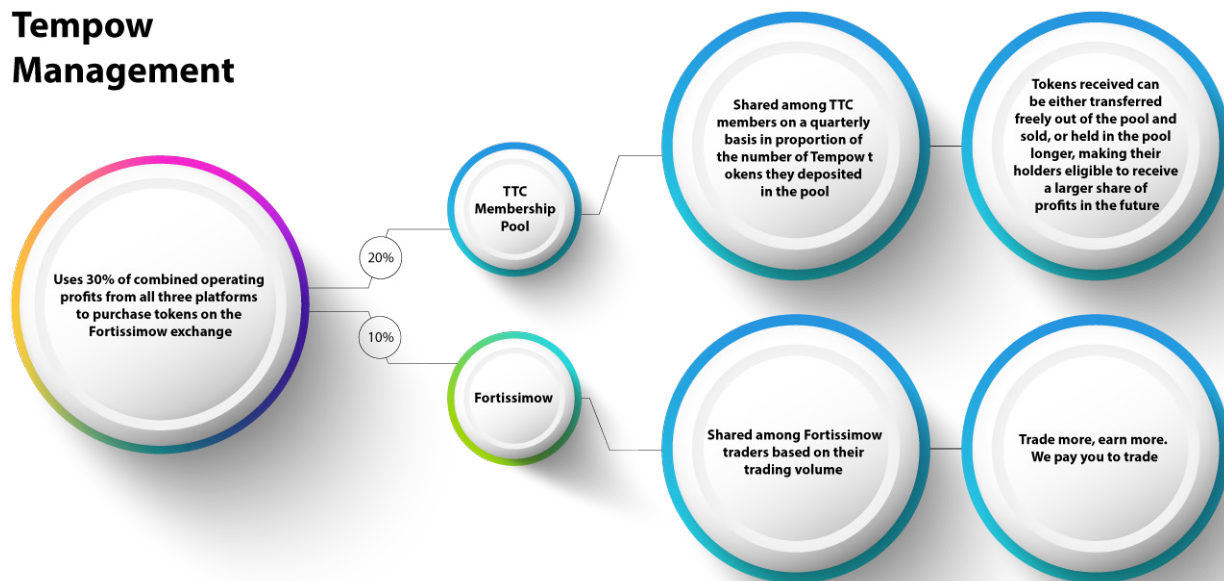 Tempow
Management
Uses 30% of combined operating
profits from all three platforms
to purchase tokens on the
Fortissimow exchange
20%
10%
TTC
Membership
Pool
Fortissimow
Shared among TTC
members on a quarterly
basis in proportion of
the number of Tempow t
okens they deposited
in the pool
Tokens received can
be either transferred
freely out of the pool and
sold, or held in the pool
longer, making their
holders eligible to receive
a larger share of
profits in the future
Shared among Fortissimow
traders based on their
trading volume
Trade more, earn more.
We pay you to trade